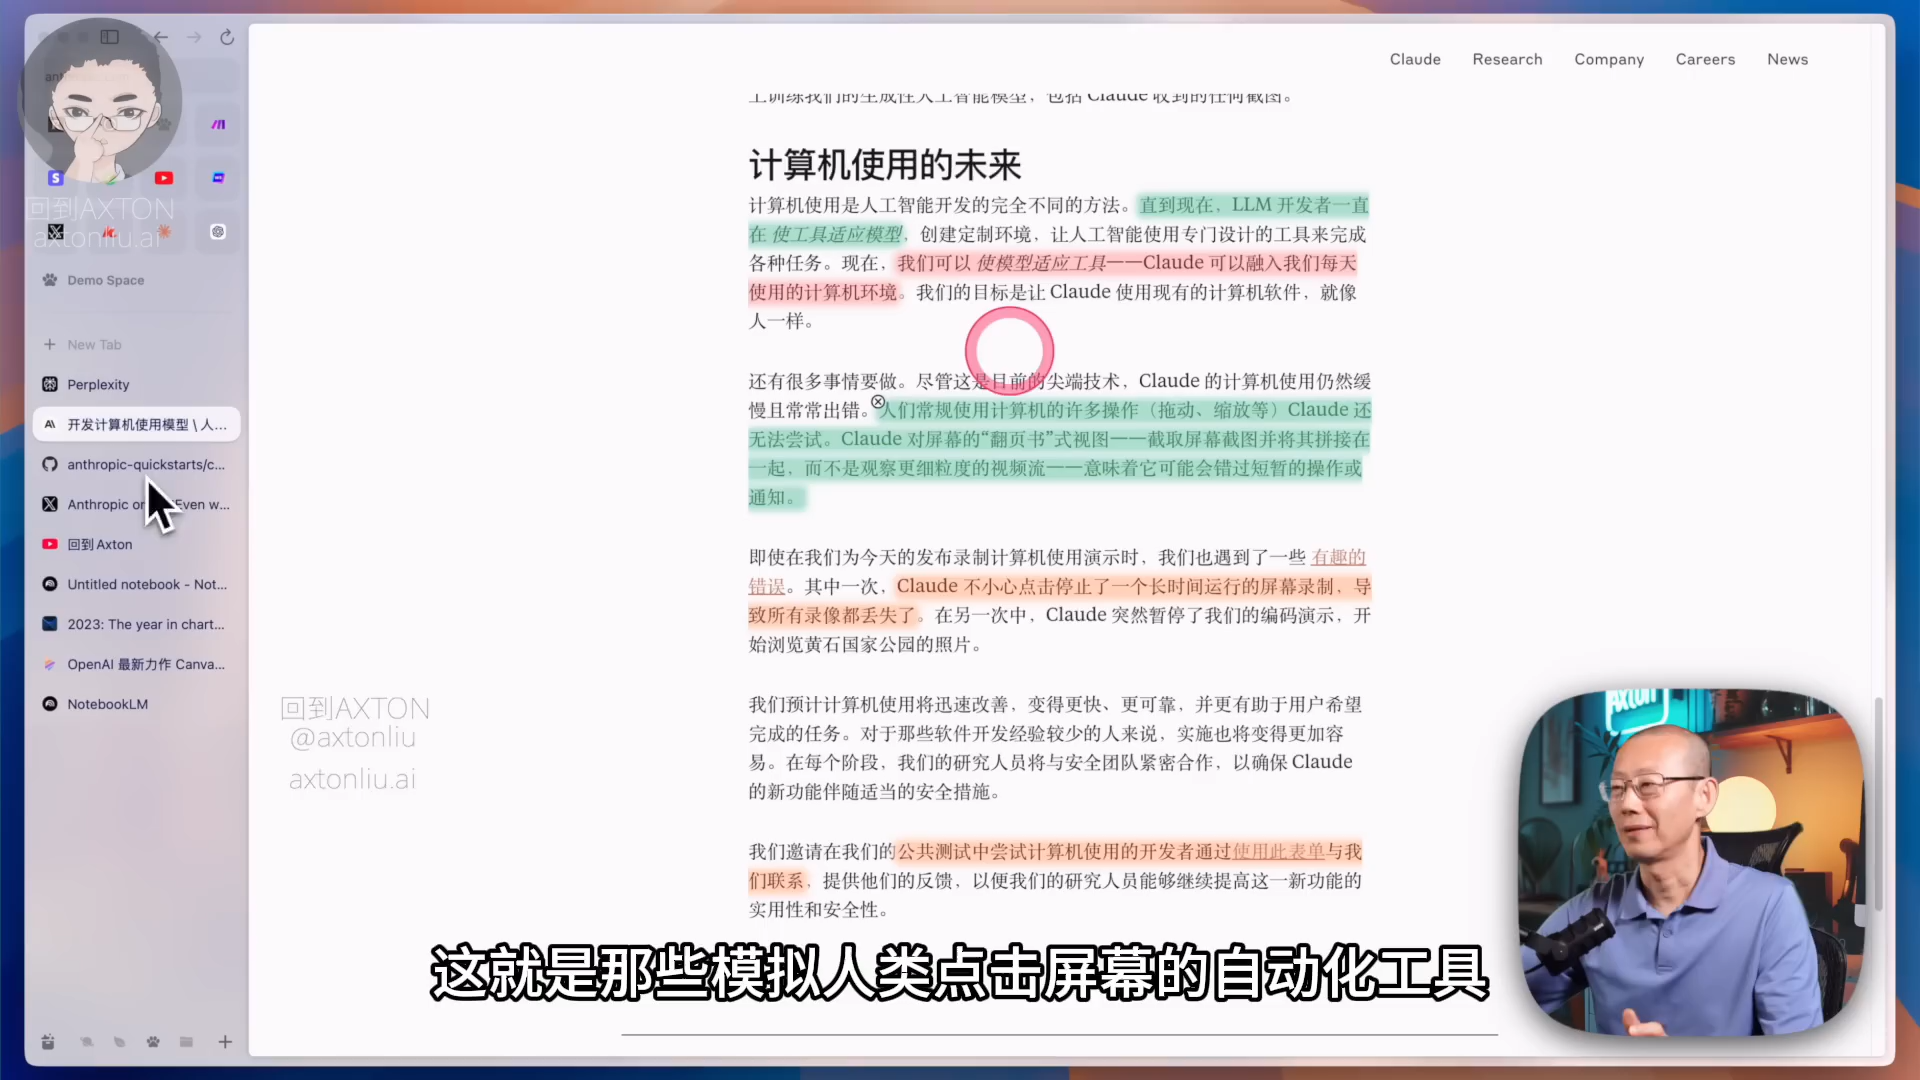 Claude Research Company Careers News
上训练我们的生成性人工智能模型，包括 Claude 收到的任何截图。
计算机使用的未来
计算机使用是人工智能开发的完全不同的方法。直到现在，LLM 开发者一直
在 使工具适应模型，创建定制环境，让人工智能使用专门设计的工具来完成
各种任务。现在，我们可以 使模型适应工具——Claude 可以融入我们每天
使用的计算机环境。我们的目标是让 Claude 使用现有的计算机软件，就像
人一样。
还有很多事情要做。尽管这是目前的尖端技术，Claude 的计算机使用仍然缓
慢且常常出错。人们常规使用计算机的许多操作（拖动、缩放等）Claude 还
无法尝试。Claude 对屏幕的“翻页书”式视图——截取屏幕截图并将其拼接在
一起，而不是观察更细粒度的视频流——意味着它可能会错过短暂的操作或
通知。
即使在我们为今天的发布录制计算机使用演示时，我们也遇到了一些 有趣的
错误。其中一次，Claude 不小心点击停止了一个长时间运行的屏幕录制，导
致所有录像都丢失了。在另一次中，Claude 突然暂停了我们的编码演示，开
始浏览黄石国家公园的照片。
我们预计计算机使用将迅速改善，变得更快、更可靠，并更有助于用户希望
完成的任务。对于那些软件开发经验较少的人来说，实施也将变得更加容
易。在每个阶段，我们的研究人员将与安全团队紧密合作，以确保 Claude
的新功能伴随适当的安全措施。
我们邀请在我们的公共测试中尝试计算机使用的开发者通过使用此表单与我
们联系，提供他们的反馈，以便我们的研究人员能够继续提高这一新功能的
实用性和安全性。
回到AXTON
axtonliu.ai
Demo Space
New Tab
Perplexity
开发计算机使用模型 \ 人...
anthropic-quickstarts/c...
Anthropic on Even w...
回到 Axton
Untitled notebook - Not...
2023: The year in chart...
OpenAI 最新力作 Canva...
NotebookLM
回到AXTON
@axtonliu
axtonliu.ai
Axton
这就是那些模拟人类点击屏幕的自动化工具